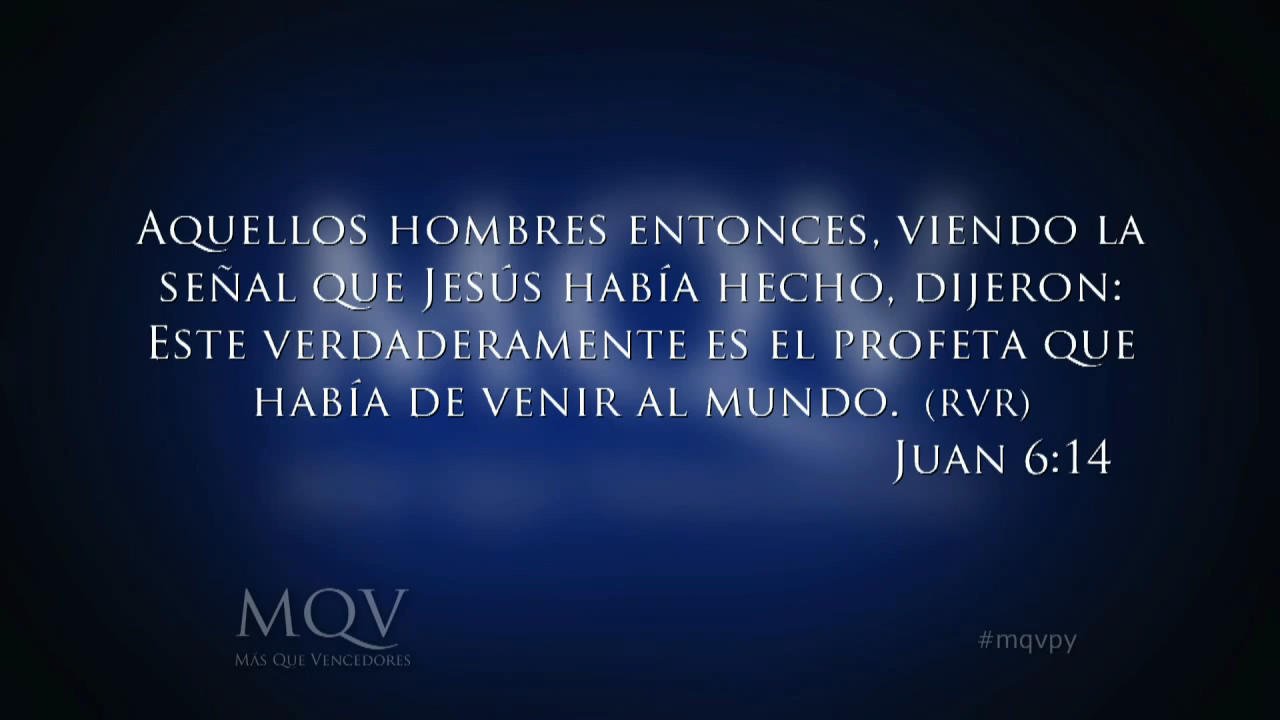 Aquellos hombres entonces, viendo la
señal que Jesús había hecho, dijeron:
Este verdaderamente es el profeta que
había de venir al mundo. (RVR)
Juan 6:14
MQV
Más Que Vencedores
#mqvpy